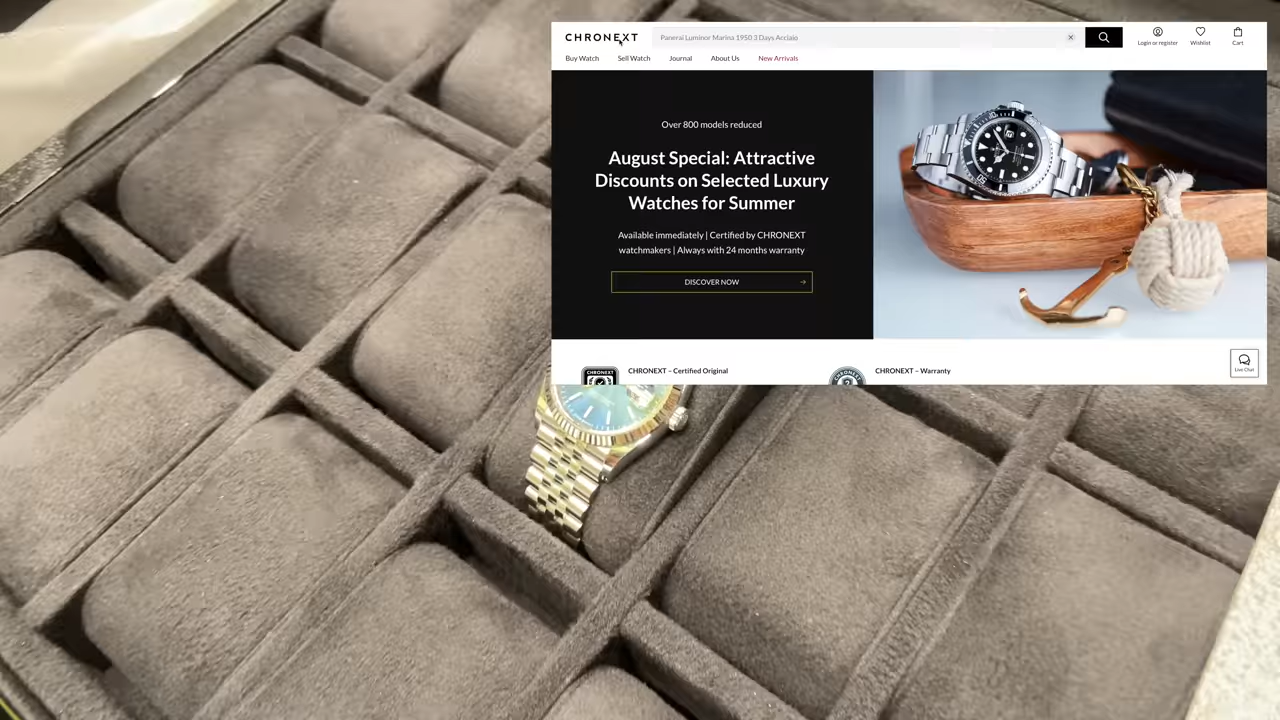 CHRONEXT
Panerai Luminor Marina 1950 3 Days Acciaio
Login or register
Wishlist
Cart
Buy Watch
Sell Watch
Journal
About Us
New Arrivals
Over 800 models reduced
August Special: Attractive
Discounts on Selected Luxury
Watches for Summer
Available immediately | Certified by CHRONEXT
watchmakers | Always with 24 months warranty
DISCOVER NOW
Live Chat
CHRONEXT
CHRONEXT – Certified Original
CHRONEXT
CHRONEXT – Warranty